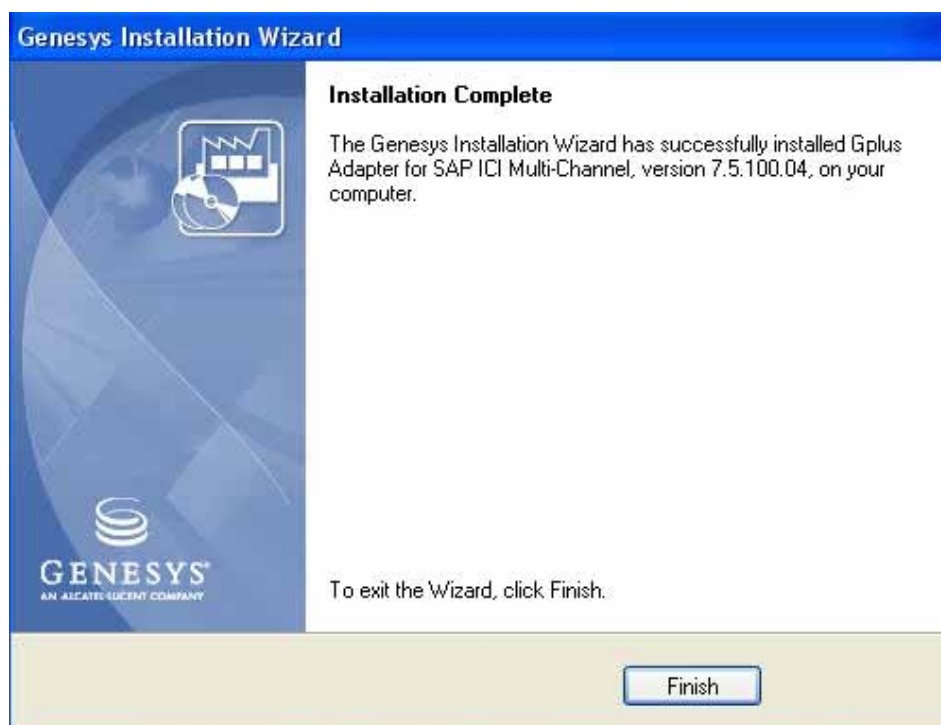 Genesys Installation Wizard
Installation Complete
The Genesys Installation Wizard has successfully installed Gplus
Adapter for SAP ICI Multi-Channel, version 7.5.100.04, on your
computer.
GENESYS
AN ALCATEL-LUCENT COMPANY
To exit the Wizard, click Finish.
Finish